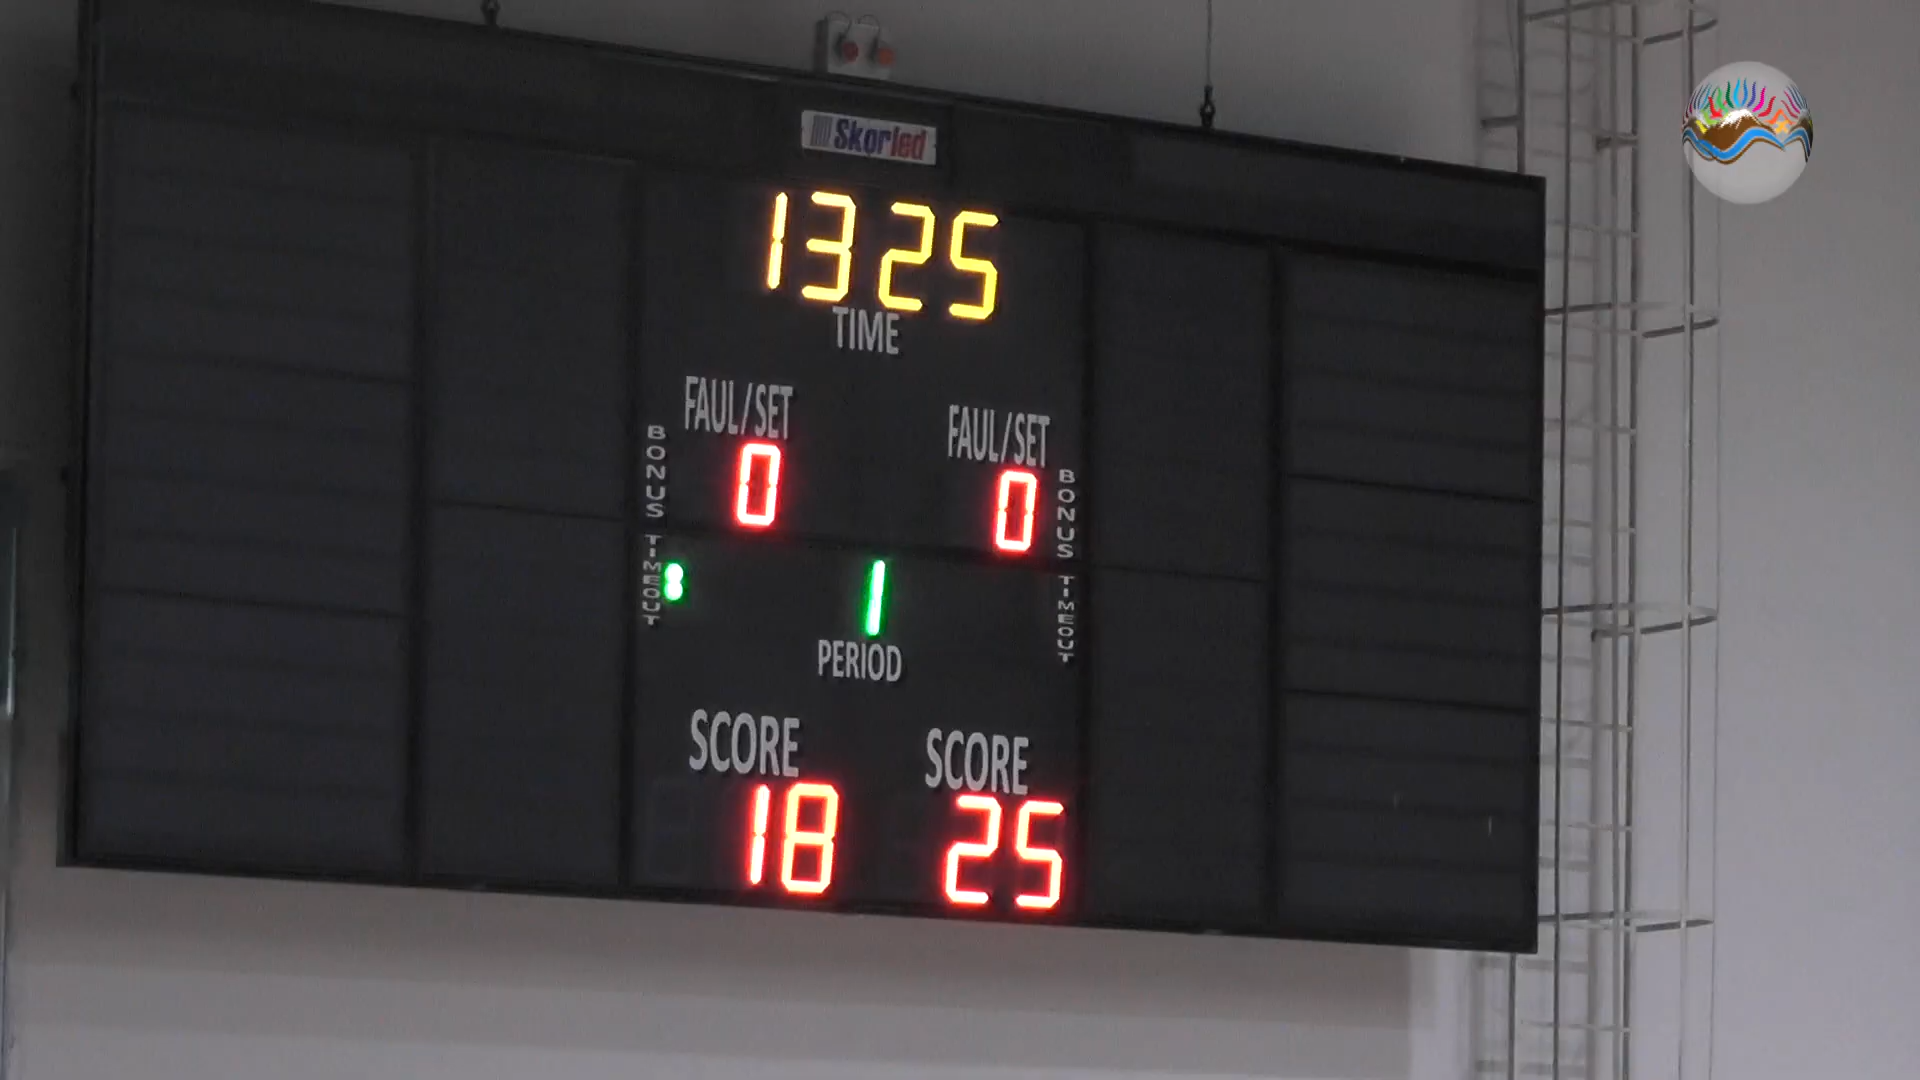 Skorled
1325
TIME
FAUL/SET
FAUL/SET
BONUS
0
0
BONUS
TIMEOUT
8
1
TIMEOUT
PERIOD
SCORE
SCORE
18
25